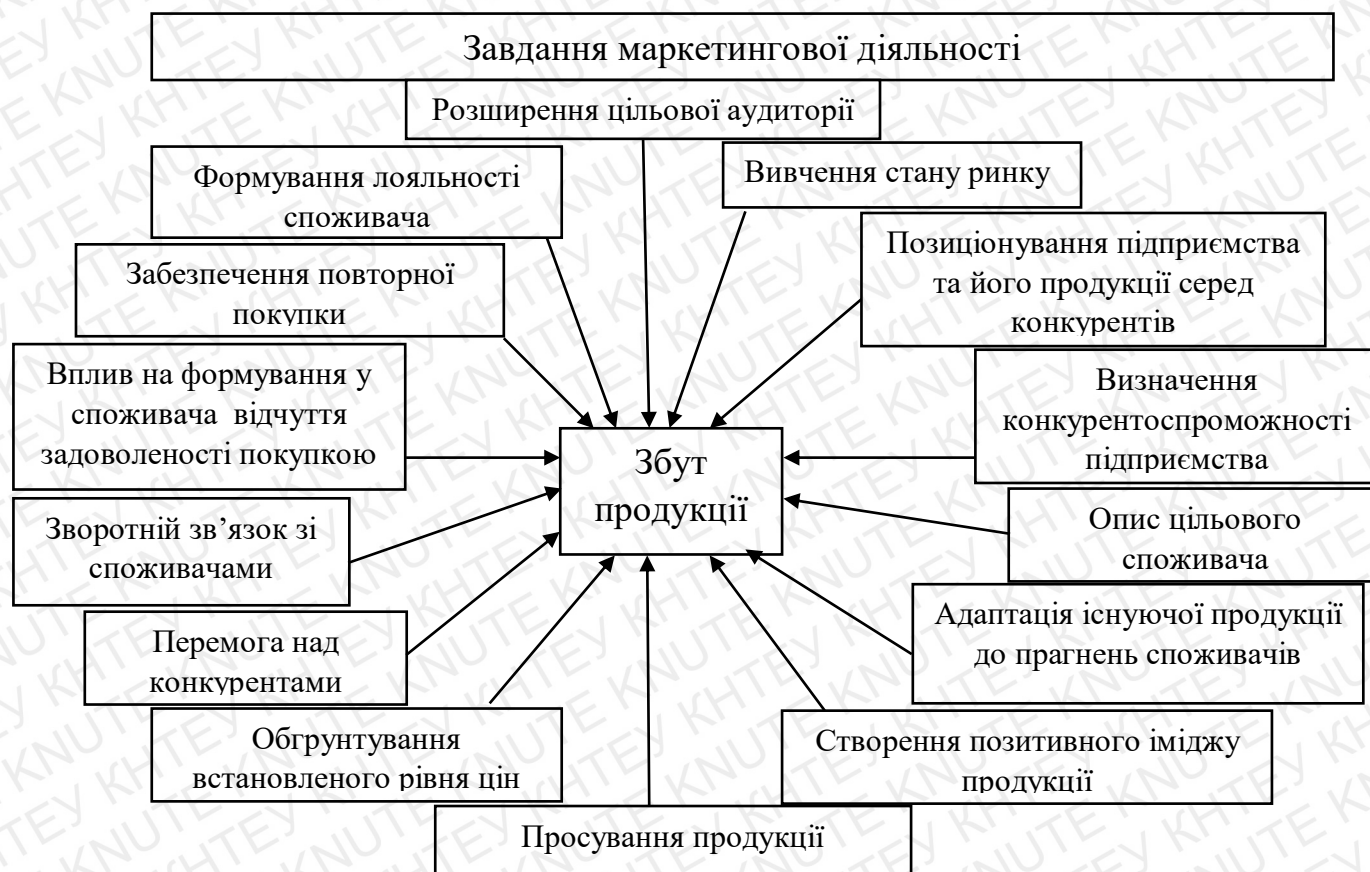 Завдання маркетингової діяльності
Розширення цільової аудиторії
Вивчення стану ринку
Формування лояльності
споживача
Позиціонування підприємства
та його продукції серед
конкурентів
Забезпечення повторної
покупки
Вплив на формування у
споживача відчуття
задоволеності покупкою
Визначення
конкурентоспроможності
підприємства
Збут
продукції
Зворотній зв’язок зі
споживачами
Опис цільового
споживача
Перемога над
конкурентами
Адаптація існуючої продукції
до прагнень споживачів
Обгрунтування
встановленого рівня цін
Створення позитивного іміджу
продукції
Просування продукції